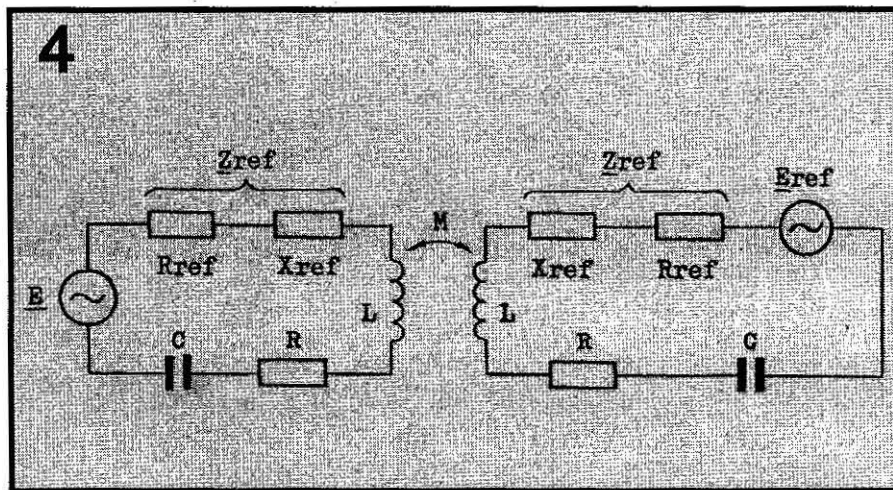 4
Zref Zref Eref
M
Rref Xref Xref Rref
E L L
C R R C